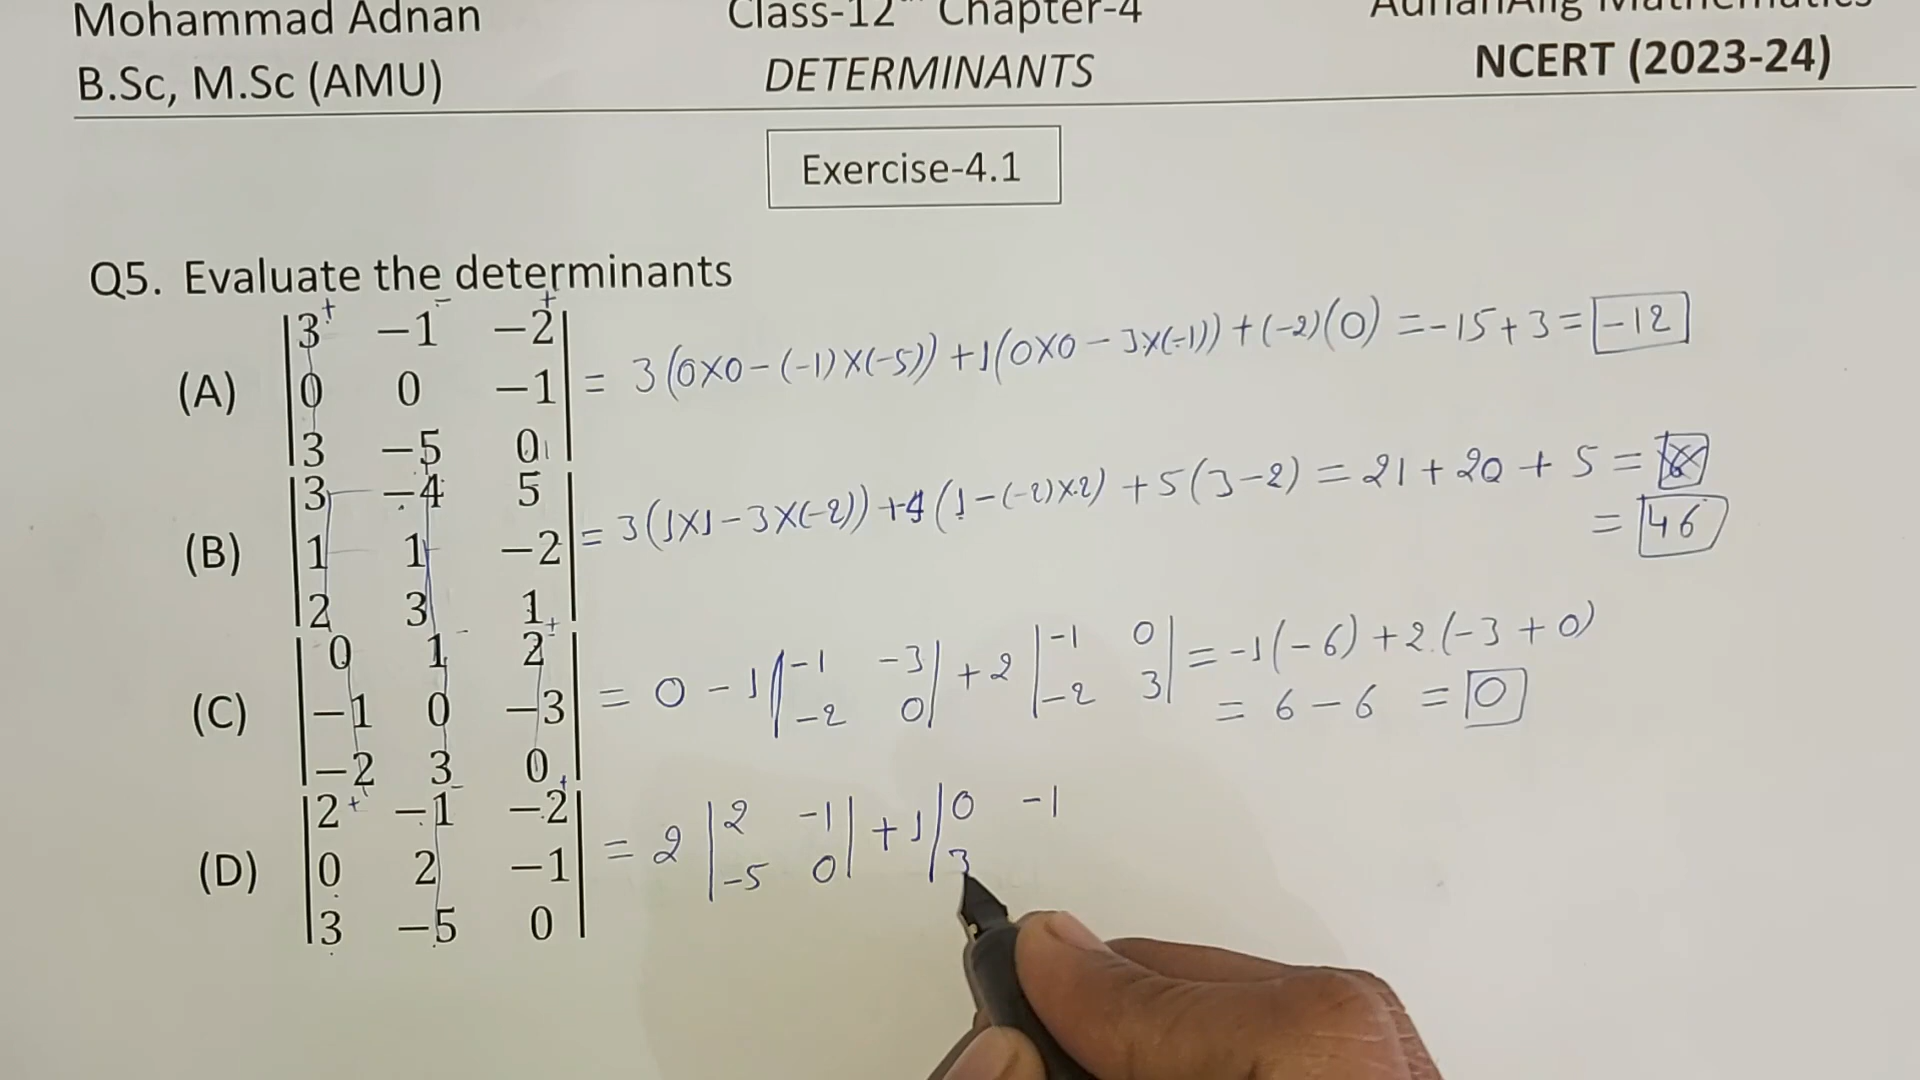 Mohammad Adnan
B.Sc, M.Sc (AMU)
Class-12th Chapter-4
DETERMINANTS
NCERT (2023-24)
Exercise-4.1
Q5. Evaluate the determinants
(A)
|3 −1 −2|
|0 0 −1|
|3 −5 0|
= 3(0×0−(−1)×(−5)) +1(0×0−3×(−1)) +(−2)(0) = −15+3 = −12
(B)
|3 −4 5|
|1 1 −2|
|2 3 1|
= 3(1×1−3×(−2)) +4(1−(−2)×2) +5(3−2) = 21+20+5 =
= 46
(C)
|0 1 2|
|−1 0 −3|
|−2 3 0|
= 0 −1 |−1 −3| +2 |−1 0| = −1(−6)+2.(−3+0)
|−2 0| |−2 3| = 6−6 = 0
(D)
|2 −1 −2|
|0 2 −1|
|3 −5 0|
= 2 |2 −1| +1 |0 −1
|−5 0| |3